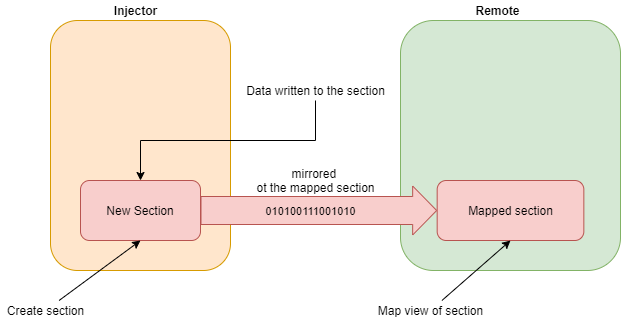 Injector
Remote
Data written to the section
mirrored
ot the mapped section
New Section
010100111001010
Mapped section
Create section
Map view of section